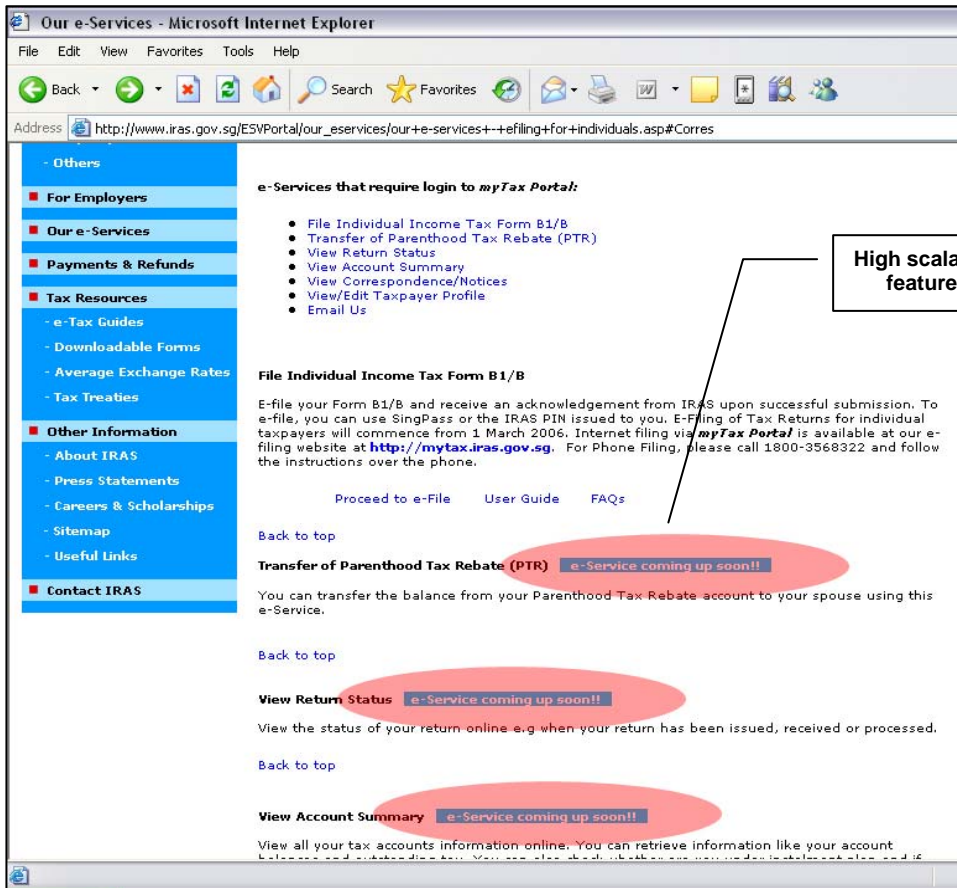 Our e-Services - Microsoft Internet Explorer
File Edit View Favorites Tools Help
Back Search Favorites
Address http://www.iras.gov.sg/ESVPortal/our_eservices/our+e-services+-+efiling+for+individuals.asp#Corres
- Others
For Employers
Our e-Services
Payments & Refunds
Tax Resources
- e-Tax Guides
- Downloadable Forms
- Average Exchange Rates
- Tax Treaties
Other Information
- About IRAS
- Press Statements
- Careers & Scholarships
- Sitemap
- Useful Links
Contact IRAS
e-Services that require login to myTax Portal:
• File Individual Income Tax Form B1/B
• Transfer of Parenthood Tax Rebate (PTR)
• View Return Status
• View Account Summary
• View Correspondence/Notices
• View/Edit Taxpayer Profile
• Email Us
High scala
feature
File Individual Income Tax Form B1/B
E-file your Form B1/B and receive an acknowledgement from IRAS upon successful submission. To
e-file, you can use SingPass or the IRAS PIN issued to you. E-Filing of Tax Returns for individual
taxpayers will commence from 1 March 2006. Internet filing via myTax Portal is available at our e-
filing website at http://mytax.iras.gov.sg. For Phone Filing, please call 1800-3568322 and follow
the instructions over the phone.
Proceed to e-File User Guide FAQs
Back to top
Transfer of Parenthood Tax Rebate (PTR) e-Service coming up soon!!
You can transfer the balance from your Parenthood Tax Rebate account to your spouse using this
e-Service.
Back to top
View Return Status e-Service coming up soon!!
View the status of your return online e.g when your return has been issued, received or processed.
Back to top
View Account Summary e-Service coming up soon!!
View all your tax accounts information online. You can retrieve information like your account